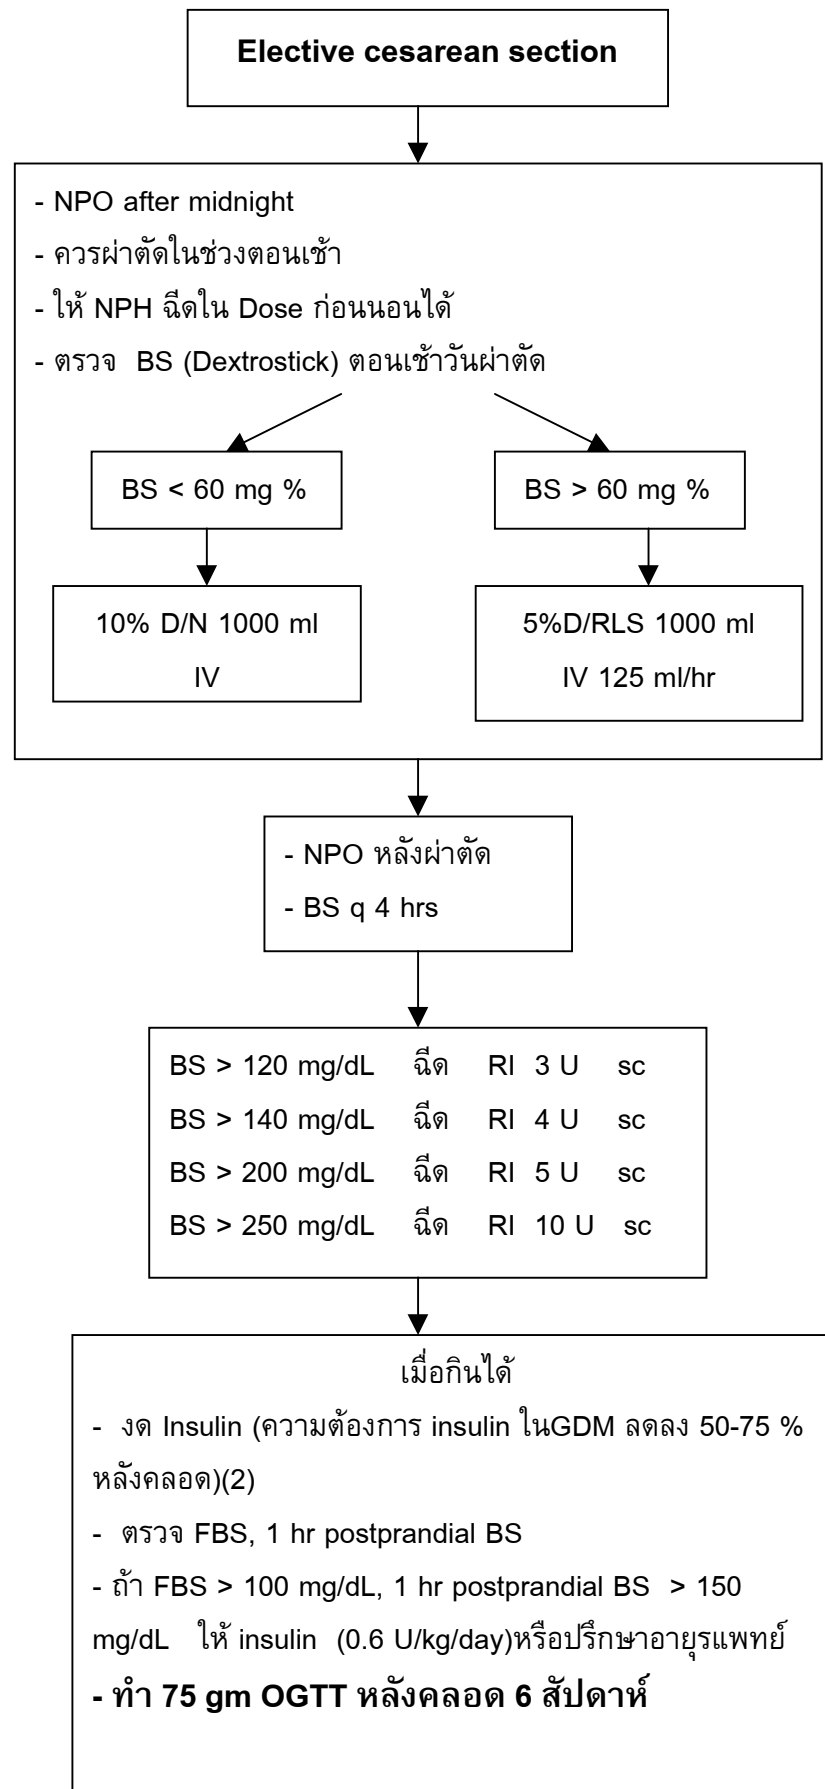 Elective cesarean section
- NPO after midnight
- ควรผ่าตัดในช่วงตอนเช้า
- ให้ NPH ฉีดใน Dose ก่อนนอนได้
- ตรวจ BS (Dextrostick) ตอนเช้าวันผ่าตัด
BS < 60 mg %
BS > 60 mg %
10% D/N 1000 ml
IV
5%D/RLS 1000 ml
IV 125 ml/hr
- NPO หลังผ่าตัด
- BS q 4 hrs
BS > 120 mg/dL ฉีด RI 3 U sc
BS > 140 mg/dL ฉีด RI 4 U sc
BS > 200 mg/dL ฉีด RI 5 U sc
BS > 250 mg/dL ฉีด RI 10 U sc
เมื่อกินได้
- งด Insulin (ความต้องการ insulin ในGDM ลดลง 50-75 %
หลังคลอด)(2)
- ตรวจ FBS, 1 hr postprandial BS
- ถ้า FBS > 100 mg/dL, 1 hr postprandial BS > 150
mg/dL ให้ insulin (0.6 U/kg/day)หรือปรึกษาอายุรแพทย์
- ทำ 75 gm OGTT หลังคลอด 6 สัปดาห์